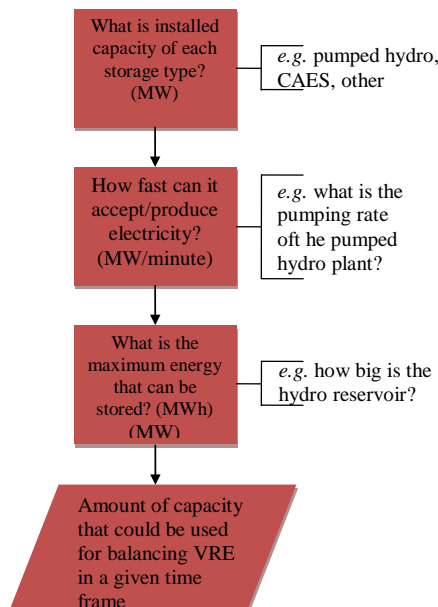 What is installed
capacity of each
storage type?
(MW)
e.g. pumped hydro,
CAES, other
How fast can it
accept/produce
electricity?
(MW/minute)
e.g. what is the
pumping rate
oft he pumped
hydro plant?
What is the
maximum energy
that can be
stored? (MWh)
(MW)
e.g. how big is the
hydro reservoir?
Amount of capacity
that could be used
for balancing VRE
in a given time
frame